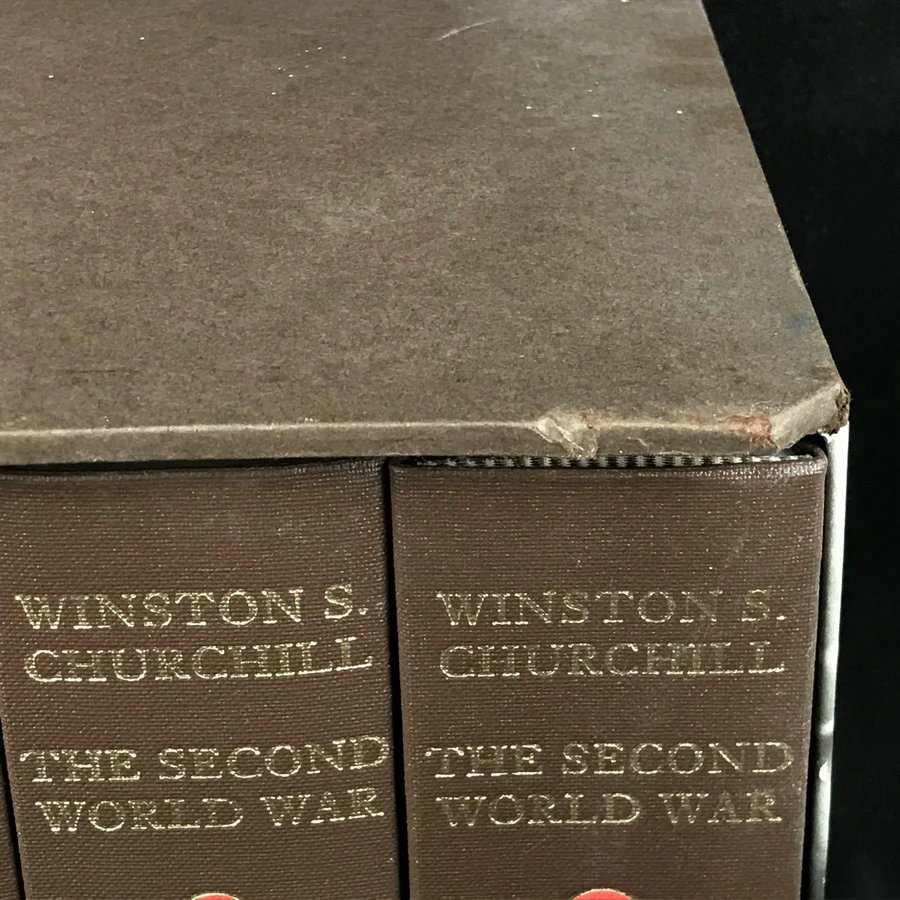 WINSTON S.
CHURCHILL
THE SECOND
WORLD WAR
WINSTON S.
CHURCHILL
THE SECOND
WORLD WAR